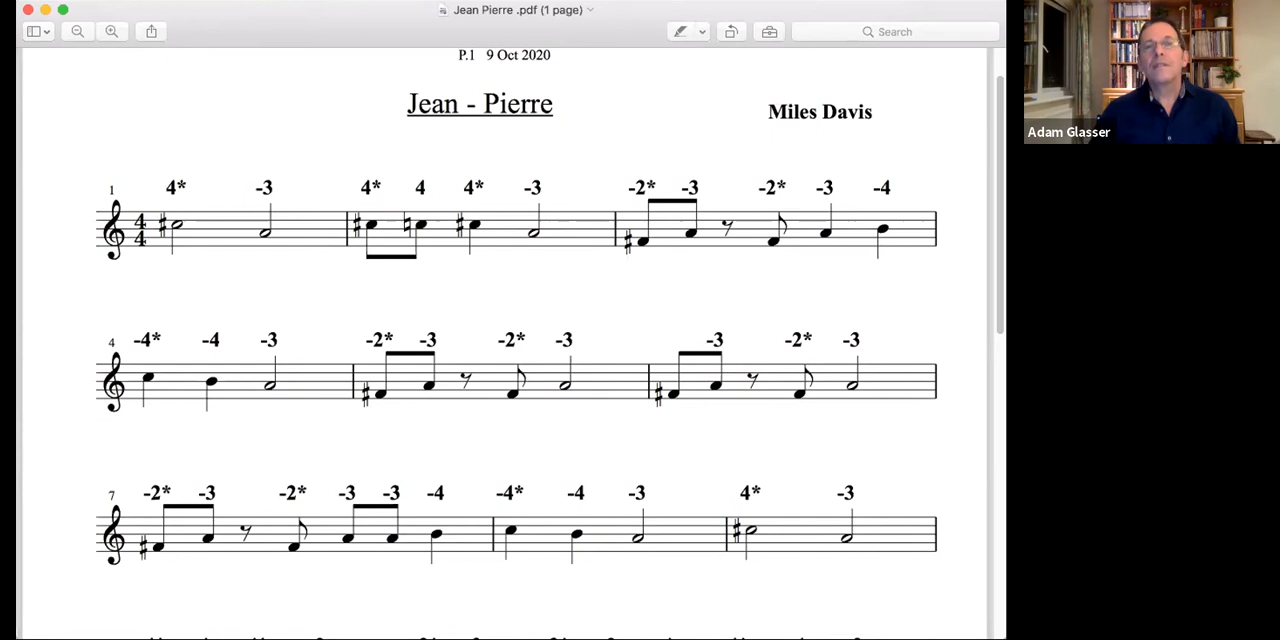 Jean Pierre .pdf (1 page)
Search
P.1 9 Oct 2020
Jean - Pierre
Miles Davis
Adam Glasser
1 4* -3 4* 4 4* -3 -2* -3 -2* -3 -4
4 4
4 -4* -4 -3 -2* -3 -2* -3 -3 -2* -3
7 -2* -3 -2* -3 -3 -4 -4* -4 -3 4* -3